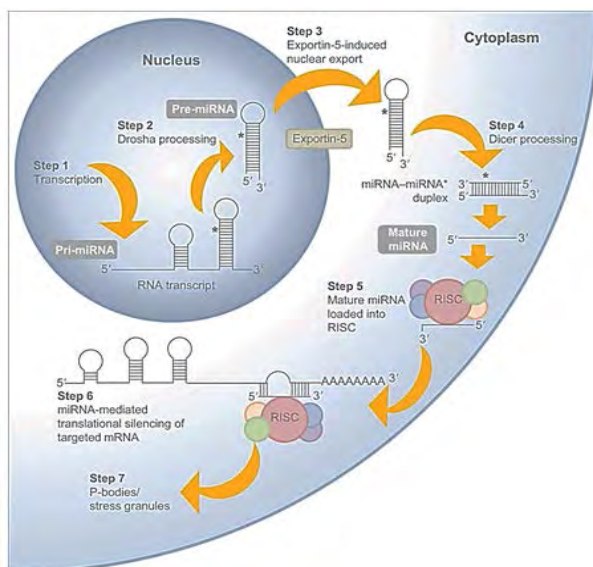 Nucleus
Cytoplasm
Step 1
Transcription
Pri-miRNA
5′
3′
RNA transcript
*
Step 2
Drosha processing
Pre-miRNA
*
5′
3′
Step 3
Exportin-5-induced
nuclear export
Exportin-5
*
5′
3′
Step 4
Dicer processing
*
3′
5′
5′
3′
miRNA–miRNA*
duplex
Mature
miRNA
5′
3′
Step 5
Mature miRNA
loaded into
RISC
RISC
3′
5′
5′
AAAAAAAA
3′
3′
5′
RISC
Step 6
miRNA-mediated
translational silencing of
targeted mRNA
Step 7
P-bodies/
stress granules